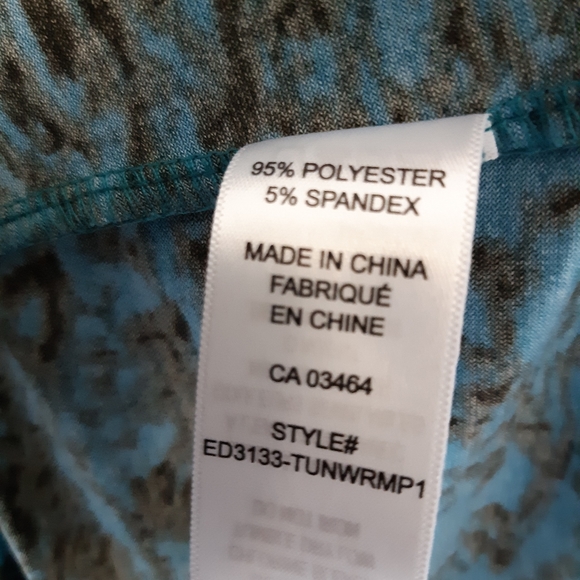 95% POLYESTER
5% SPANDEX
MADE IN CHINA
FABRIQUÉ
EN CHINE
CA 03464
STYLE#
ED3133-TUNWRMP1